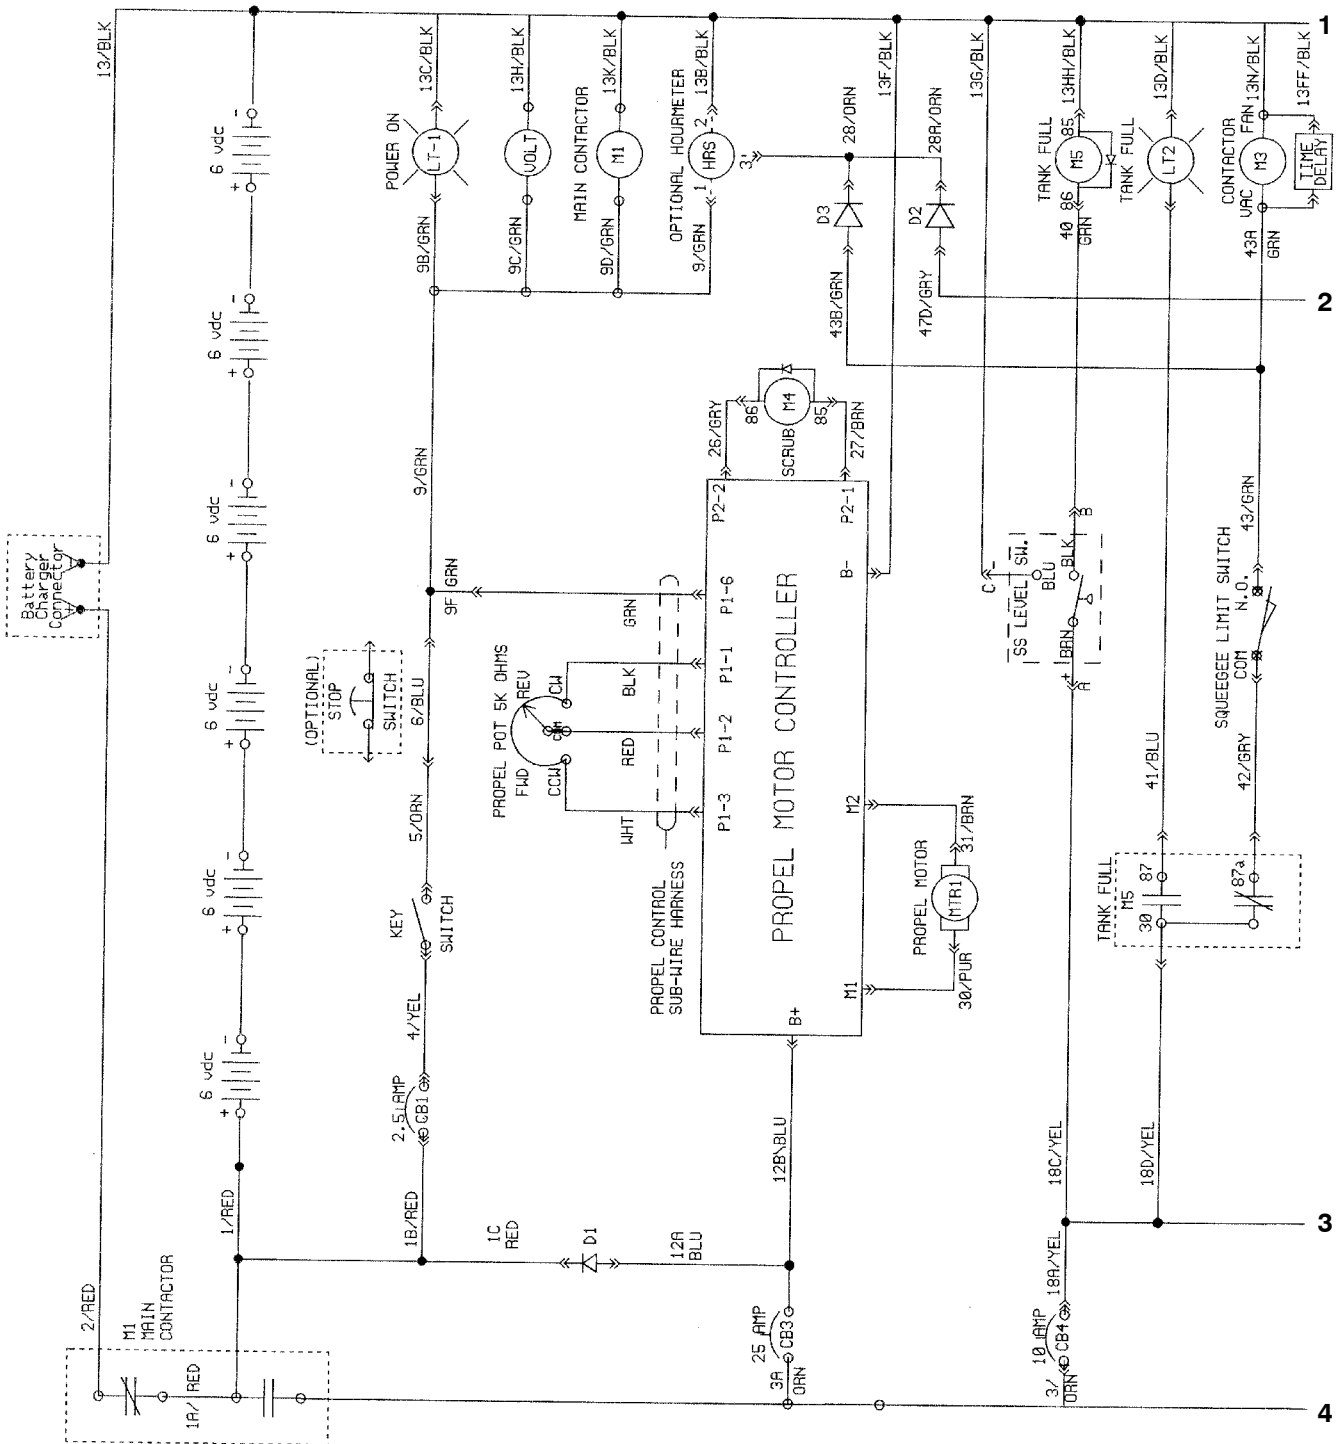 13/BLK
13C/BLK
13H/BLK
13K/BLK
13B/BLK
13F/BLK
13G/BLK
13HH/BLK
13D/BLK
13N/BLK
13FF/BLK
1
- 6 vdc +
- 6 vdc +
- 6 vdc +
- 6 vdc +
- 6 vdc +
- 6 vdc +
POWER ON
LT-1
VOLT
MAIN CONTACTOR
M1
OPTIONAL HOURMETER
1 HRS 2
3
28/ORN
28A/ORN
TANK FULL
86 M5 85
TANK FULL
LT2
CONTACTOR
VAC FAN
M3
TIME
DELAY
9B/GRN
9C/GRN
9D/GRN
9/GRN
D3
D2
40
GRN
43A
GRN
43B/GRN
47D/GRY
2
Battery
Charger
Connector
+ -
9/GRN
9F GRN
(OPTIONAL)
STOP
SWITCH
6/BLU
5/ORN
KEY
SWITCH
4/YEL
2.5 AMP
CB1
1B/RED
PROPEL POT 5K OHMS
FWD REV
CCW CW
WHT
RED
BLK
GRN
PROPEL CONTROL
SUB-WIRE HARNESS
P1-3
P1-2
P1-1
P1-6
P2-2
P2-1
B-
B+
M1
M2
PROPEL MOTOR CONTROLLER
26/GRY
27/BRN
86 M4 85
SCRUB
PROPEL MOTOR
MTR1
30/PUR
31/BRN
C -
SS LEVEL SW.
BLU
BRN
BLK
+
A
B
SQUEEGEE LIMIT SWITCH
COM N.O.
43/GRN
42/GRY
41/BLU
TANK FULL
M5
30 87
87a
18C/YEL
18D/YEL
18A/YEL
3
12B\BLU
1/RED
1C
RED
D1
12A
BLU
2/RED
M1
MAIN
CONTACTOR
1A/ RED
25 AMP
CB3
3A
ORN
10 AMP
CB4
3/
ORN
4